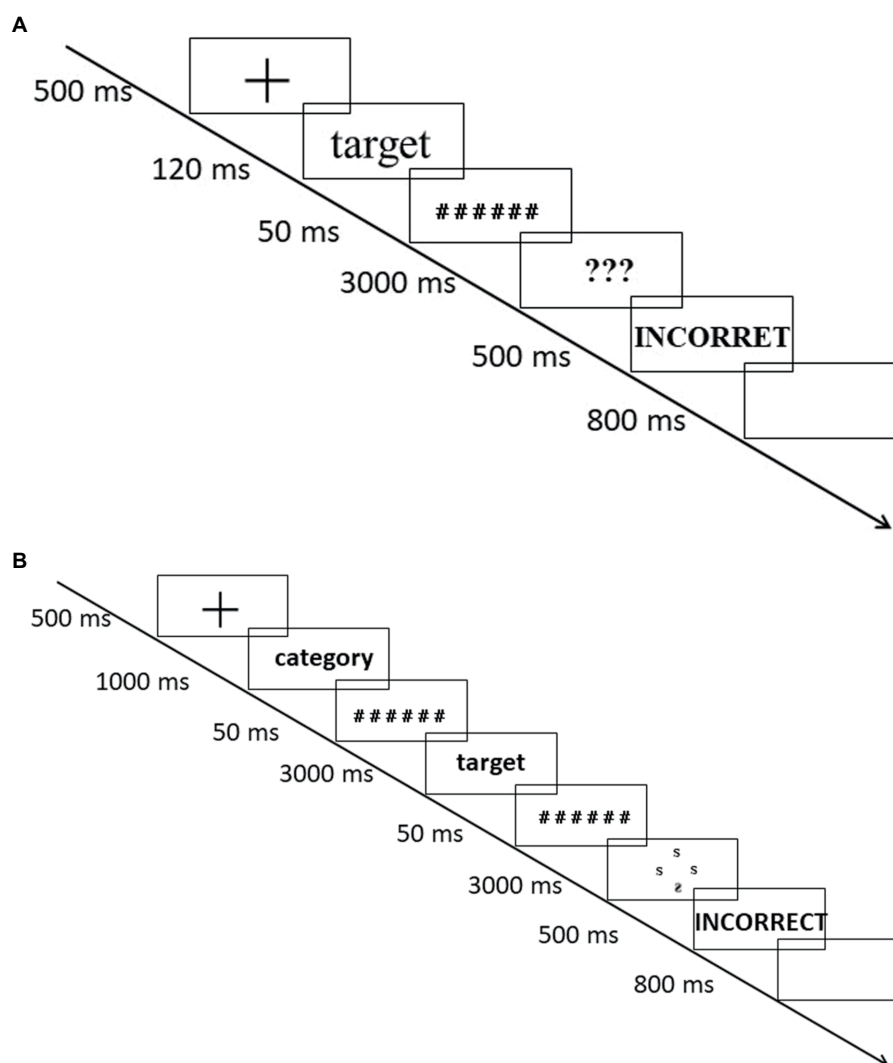 A
+
500 ms
target
120 ms
######
50 ms
???
3000 ms
INCORRET
500 ms
800 ms
B
+
500 ms
category
1000 ms
######
50 ms
target
3000 ms
######
50 ms
S
S S
3000 ms
INCORRECT
500 ms
800 ms